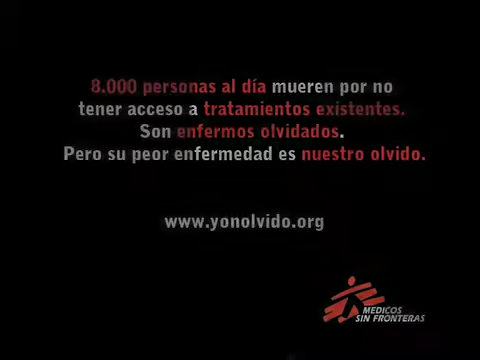 8.000 personas al día mueren por no
tener acceso a tratamientos existentes.
Son enfermos olvidados.
Pero su peor enfermedad es nuestro olvido.
www.yonolvido.org
MEDICOS
SIN FRONTERAS